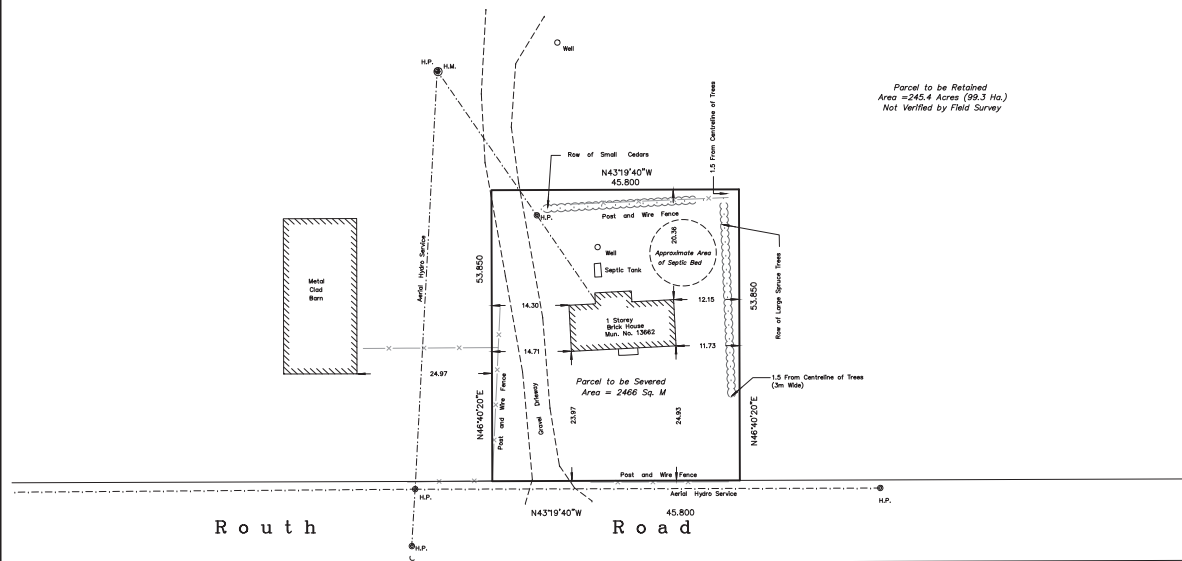 Well
H.P.
H.M.
Parcel to be Retained
Area =245.4 Acres (99.3 Ha.)
Not Verified by Field Survey
1.5 From Centreline of Trees
Row of Small Cedars
N43°19'40"W
45.800
H.P.
Post and Wire Fence
20.36
Well
Approximate Area
of Septic Bed
Septic Tank
Aerial Hydro Service
53.850
Metal
Clad
Barn
14.30
12.15
53.850
Row of Large Spruce Trees
1 Storey
Brick House
Mun. No. 13662
14.71
11.73
24.97
Parcel to be Severed
Area = 2466 Sq. M
1.5 From Centreline of Trees
(3m Wide)
N46°40'20"E
Post and Wire Fence
Gravel Driveway
23.97
24.93
N46°40'20"E
Post and Wire Fence
Aerial Hydro Service
H.P.
H.P.
N43°19'40"W
45.800
Routh Road
H.P.